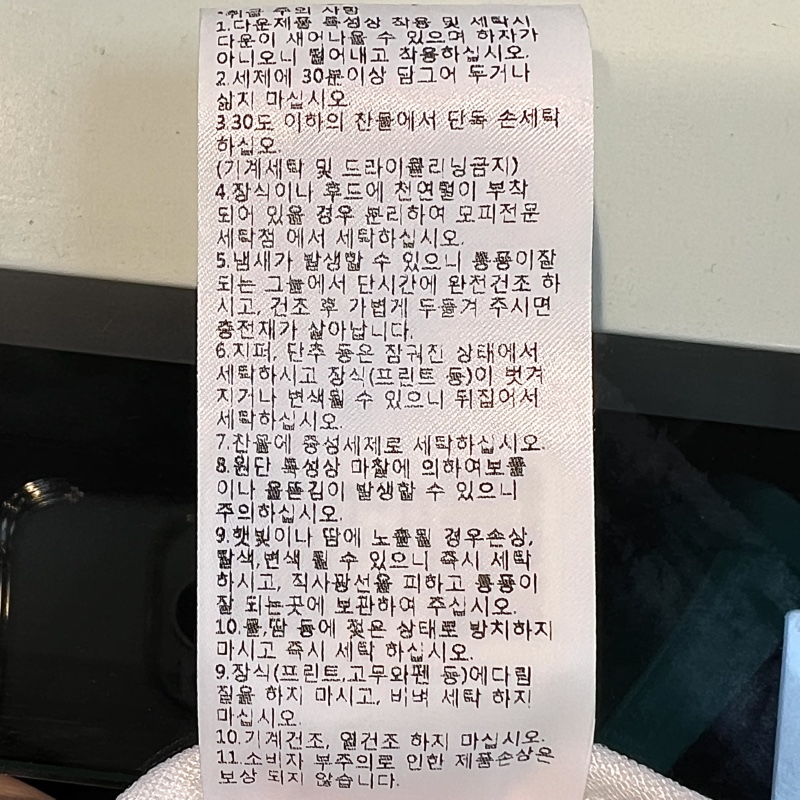 *취급 주의 사항
1.다운제품 특성상 착용 및 세탁시
다운이 새어나올 수 있으며 하자가
아니오니 털어내고 착용하십시오.
2.세제에 30분이상 담그어 두거나
삶지 마십시오
3.30도 이하의 찬물에서 단독 손세탁
하십오.
(기계세탁 및 드라이클리닝금지)
4.장식이나 후드에 천연털이 부착
되어 있을 경우 분리하여 모피전문
세탁점 에서 세탁하십시오.
5.냄새가 발생할 수 있으니 통풍이잘
되는 그늘에서 단시간에 완전건조 하
시고, 건조 후 가볍게 두들겨 주시면
충전재가 살아납니다.
6.지퍼, 단추 등은 잠궈진 상태에서
세탁하시고 장식(프린트 등)이 벗겨
지거나 변색될 수 있으니 뒤집어서
세탁하십시오.
7.찬물에 중성세제로 세탁하십시오.
8.원단 특성상 마찰에 의하여보풀
이나 올뜯김이 발생할 수 있으니
주의하십시오.
9.햇빛이나 땀에 노출될 경우손상,
탈색,변색 될 수 있으니 즉시 세탁
하시고, 직사광선을 피하고 통풍이
잘 되는곳에 보관하여 주십시오.
10.물,땀 등에 젖은 상태로 방치하지
마시고 즉시 세탁 하십시오.
9.장식(프린트,고무와펜 등)에다림
질을 하지 마시고, 비벼 세탁 하지
마십시오.
10.기계건조, 열건조 하지 마십시오.
11.소비자 부주의로 인한 제품손상은
보상 되지 않습니다.